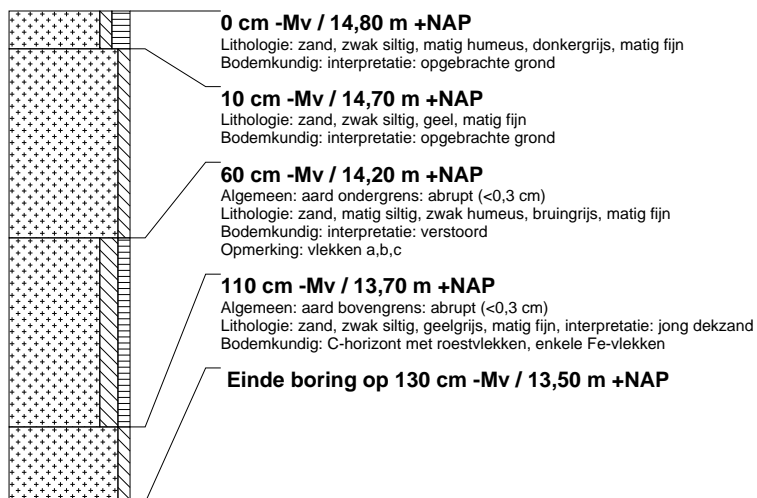 0 cm -Mv / 14,80 m +NAP
Lithologie: zand, zwak siltig, matig humeus, donkergrijs, matig fijn
Bodemkundig: interpretatie: opgebrachte grond
10 cm -Mv / 14,70 m +NAP
Lithologie: zand, zwak siltig, geel, matig fijn
Bodemkundig: interpretatie: opgebrachte grond
60 cm -Mv / 14,20 m +NAP
Algemeen: aard ondergrens: abrupt (<0,3 cm)
Lithologie: zand, matig siltig, zwak humeus, bruingrijs, matig fijn
Bodemkundig: interpretatie: verstoord
Opmerking: vlekken a,b,c
110 cm -Mv / 13,70 m +NAP
Algemeen: aard bovengrens: abrupt (<0,3 cm)
Lithologie: zand, zwak siltig, geelgrijs, matig fijn, interpretatie: jong dekzand
Bodemkundig: C-horizont met roestvlekken, enkele Fe-vlekken
Einde boring op 130 cm -Mv / 13,50 m +NAP